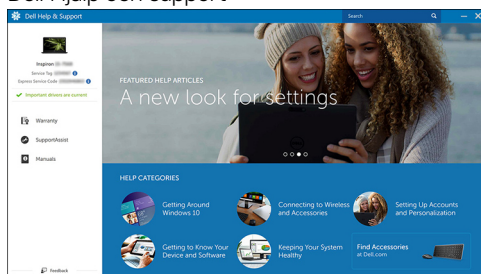 Dell Hjälp och support
Dell Help & Support
Search
Inspiron
Service Tag
Express Service Code
Important drivers are current
Warranty
SupportAssist
Manuals
Feedback
FEATURED HELP ARTICLES
A new look for settings
HELP CATEGORIES
Getting Around
Windows 10
Connecting to Wireless
and Accessories
Setting Up Accounts
and Personalization
Getting to Know Your
Device and Software
Keeping Your System
Healthy
Find Accessories
at Dell.com